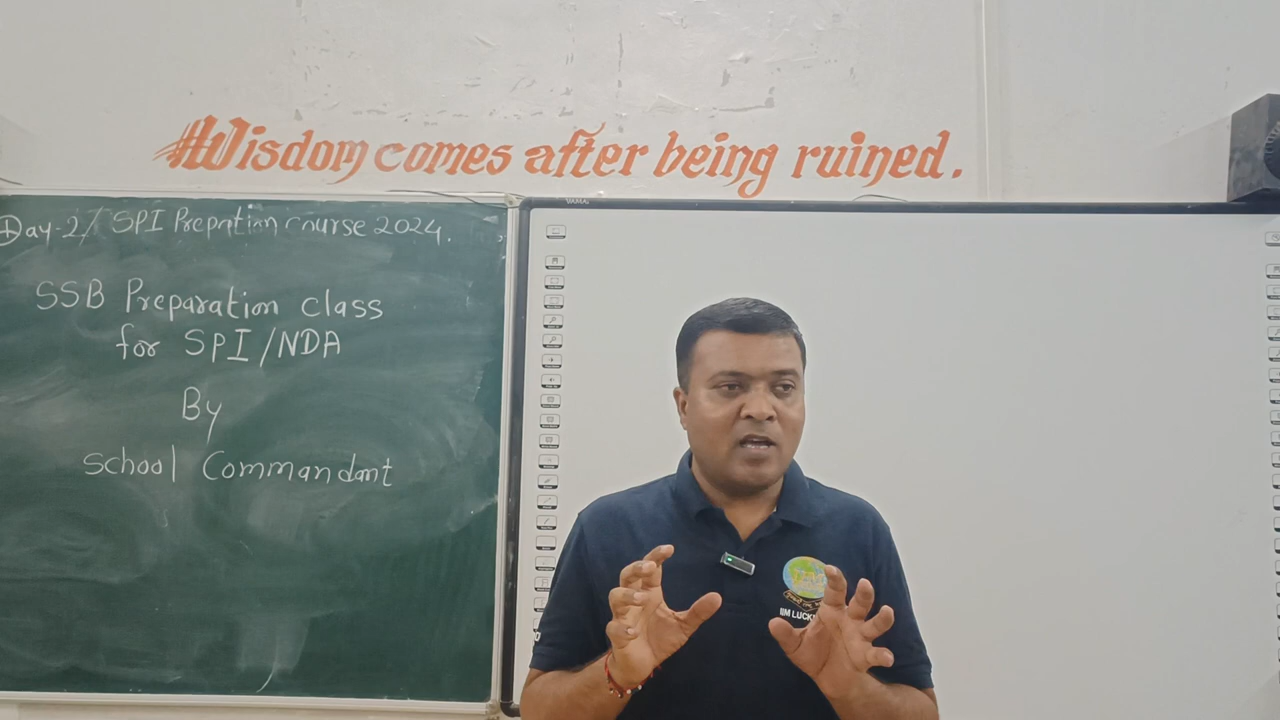 #Wisdom comes after being ruined.
Day-2/ SPI Prepration course 2024.
SSB Preparation class
for SPI/NDA
By
School Commandant
IIM LUCK